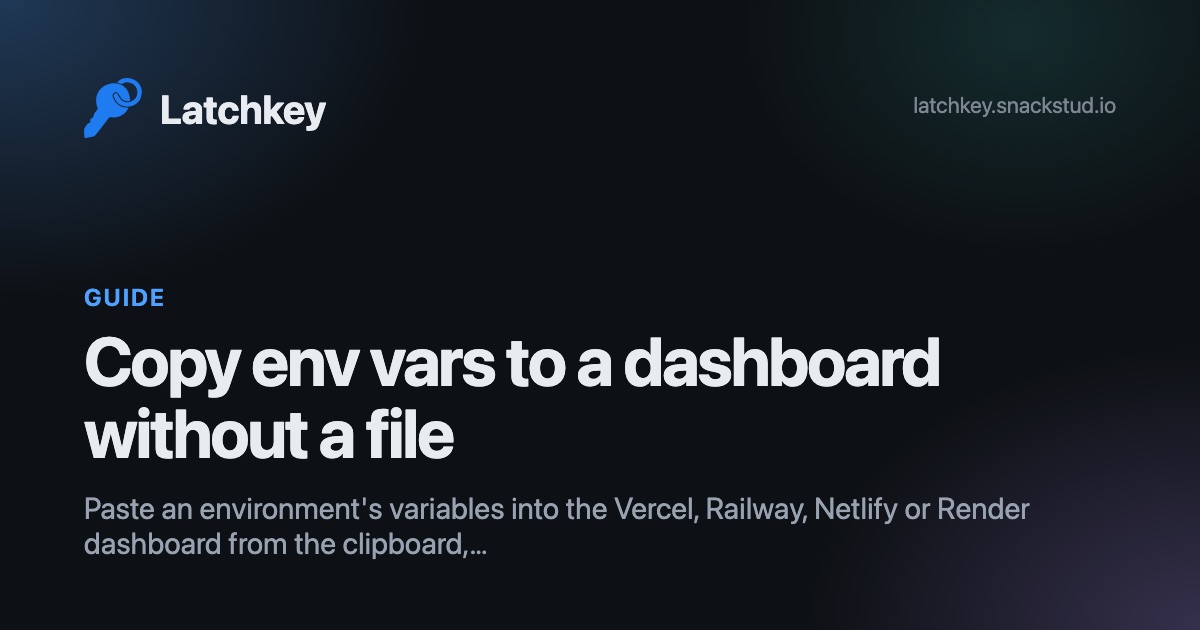 Latchkey
latchkey.snackstud.io
GUIDE
Copy env vars to a dashboard
without a file
Paste an environment's variables into the Vercel, Railway, Netlify or Render
dashboard from the clipboard,...